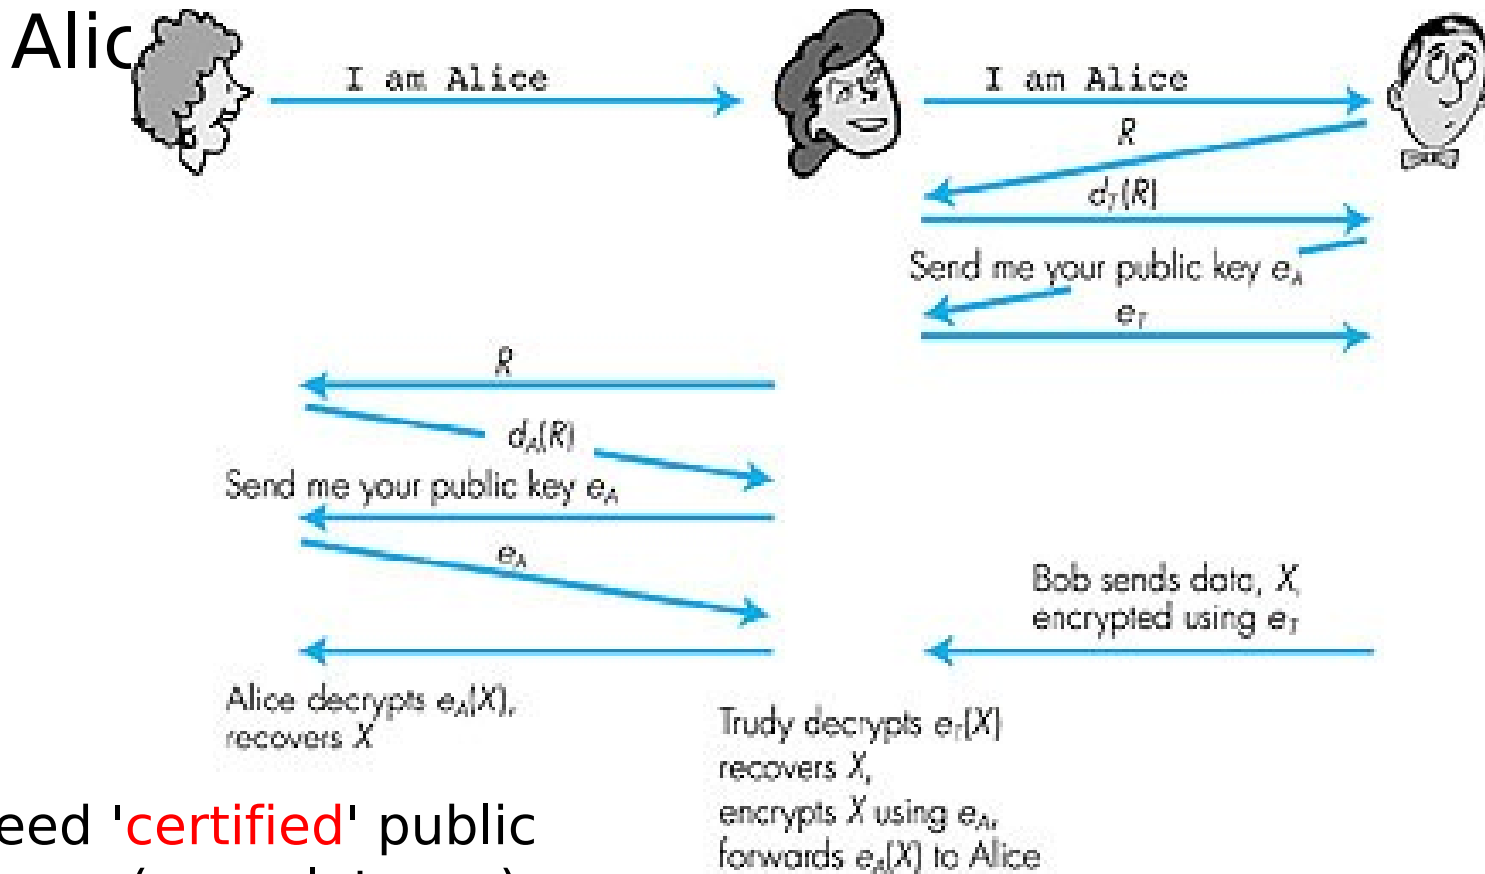 Alic
I am Alice
I am Alice
R
d_T(R)
Send me your public key e_A
e_T
R
d_A(R)
Send me your public key e_A
e_A
Bob sends data, X,
encrypted using e_T
Alice decrypts e_A(X),
recovers X
Trudy decrypts e_T(X)
recovers X,
encrypts X using e_A,
forwards e_A(X) to Alice
eed 'certified' public